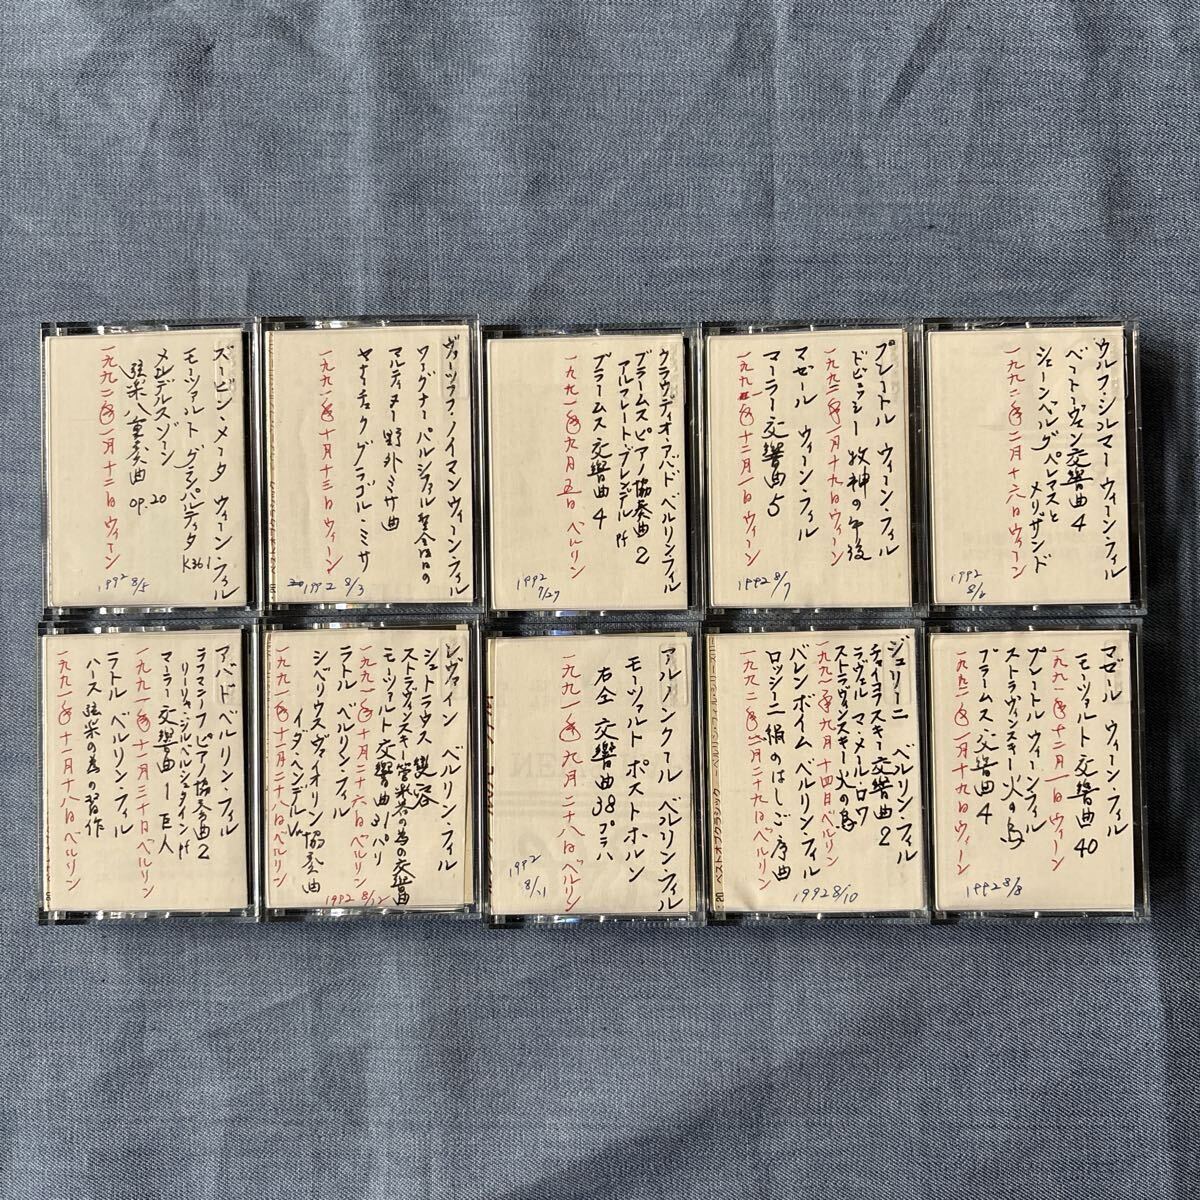 ズービン・メータ ウィーン・フィル
モーツァルト グランパルティタ K361
メンデルスゾーン
弦楽八重奏曲 op.20
一九九二年一月十二日ウィーン
1992 8/5
ヴァーツラフ・ノイマンウィーン・フィル
ワーグナー パルシファル聖金曜日の
マルティヌー 野外ミサ曲
ヤナーチェク グラゴル・ミサ
一九九一年十月十三日ウィーン
1992 8/3
クラウディオ・アバド ベルリン・フィル
ブラームスピアノ協奏曲2
アルフレートブレンデル pf
ブラームス 交響曲4
一九九一年九月五日 ベルリン
1992
7/27
プレートル ウィーン・フィル
ドビュッシー 牧神の午後
一九九二年一月十九日ウィーン
マゼール ウィーン・フィル
マーラー交響曲5
一九九一年十二月一日ウィーン
1992 8/7
ウルフ・シルマーウィーン・フィル
ベートーヴェン交響曲4
シェーンベルグ ペレアスと
メリザンド
一九九二年二月十六日ウィーン
1992
8/6
アバド ベルリン・フィル
ラフマニーノフピアノ協奏曲2
リーリャ・ジルベルシュタイン pf
マーラー交響曲1 巨人
一九九一年十一月三十日ベルリン
ラトル ベルリン・フィル
ハース 弦楽の為の習作
一九九一年十一月十八日ベルリン
レヴァイン ベルリン・フィル
シュトラウス 変容
ストラヴィンスキー管楽器の為の交響曲
モーツァルト交響曲31パリ
一九九一年十二月二十六日ベルリン
ラトル ベルリン・フィル
シベリウスヴァイオリン協奏曲
イダ・ヘンデル Vn
一九九一年十一月二十八日ベルリン
1992 8/12
アルノンクール ベルリン・フィル
モーツァルト ポストホルン
右仝 交響曲38 プラハ
一九九一年九月二十八日ベルリン
1992
8/11
ジュリーニ ベルリン・フィル
チャイコフスキー交響曲2
ラヴェル マ・メールロワ
ストラヴィンスキー火の鳥
一九九一年九月十四日ベルリン
バレンボイム ベルリン・フィル
ロッシーニ 絹のはしご序曲
一九九二年二月二十九日ベルリン
1992 8/10
マゼール ウィーン・フィル
モーツァルト交響曲40
一九九一年十二月一日ウィーン
プレートルウィーンフィル
ストラヴィンスキー火の鳥
ブラームス 交響曲4
一九九二年一月十九日ウィーン
1992 8/8